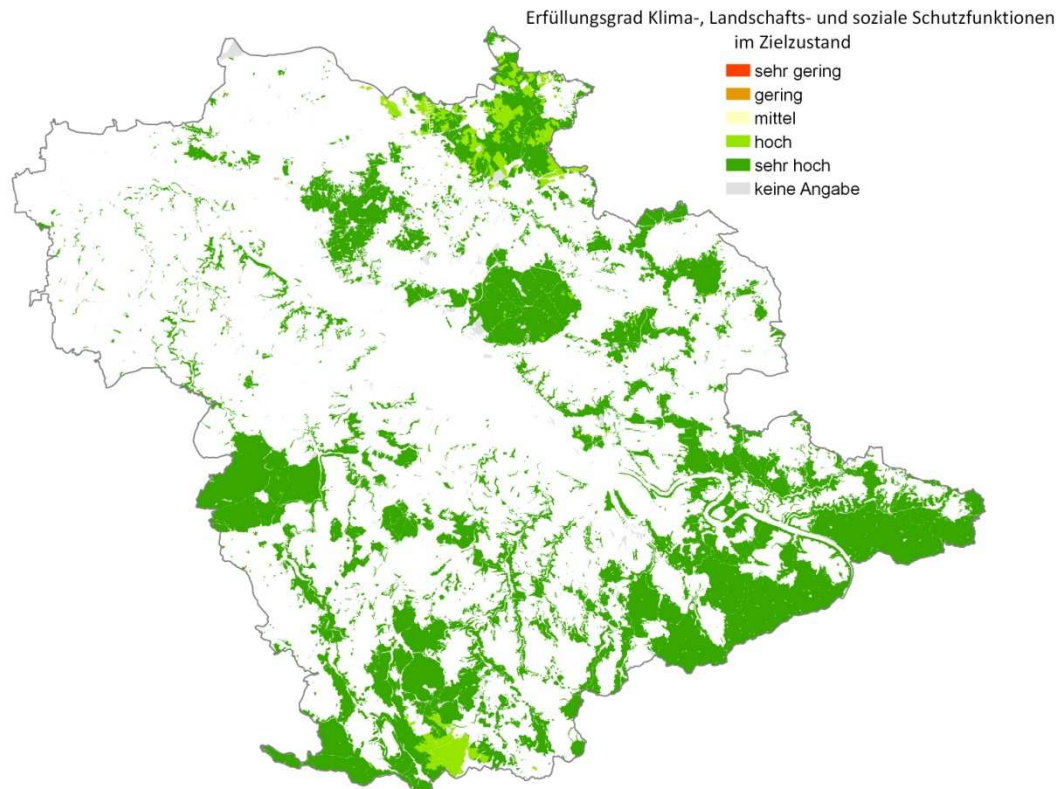 Erfüllungsgrad Klima-, Landschafts- und soziale Schutzfunktionen
im Zielzustand
sehr gering
gering
mittel
hoch
sehr hoch
keine Angabe